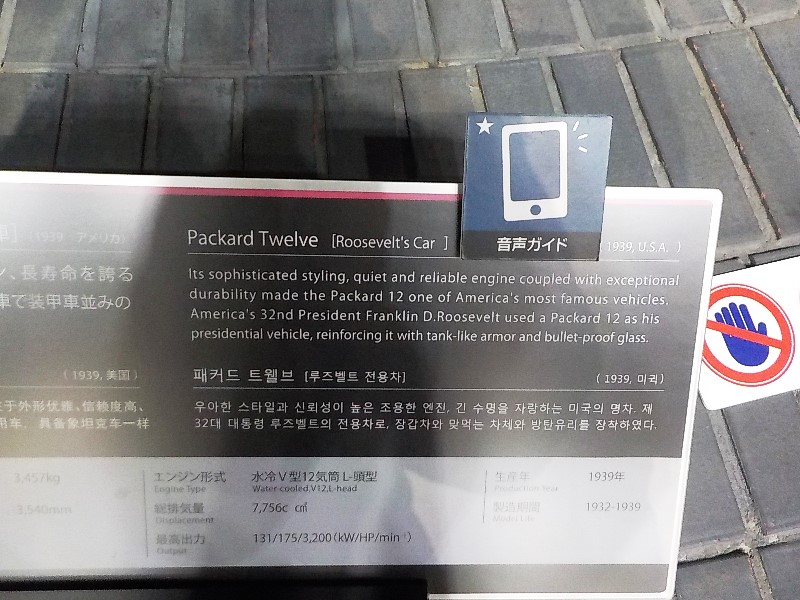 音声ガイド
車] (1939 アメリカ)
ン、長寿命を誇る
車で装甲車並みの
Packard Twelve [Roosevelt's Car ] 1939, U.S.A. )
Its sophisticated styling, quiet and reliable engine coupled with exceptional
durability made the Packard 12 one of America's most famous vehicles.
America's 32nd President Franklin D.Roosevelt used a Packard 12 as his
presidential vehicle, reinforcing it with tank-like armor and bullet-proof glass.
( 1939, 美国 )
在于外形优雅、信赖度高、
用车。具备象坦克车一样
패커드 트웰브 [루즈벨트 전용차] ( 1939, 미국 )
우아한 스타일과 신뢰성이 높은 조용한 엔진, 긴 수명을 자랑하는 미국의 명차. 제
32대 대통령 루즈벨트의 전용차로, 장갑차와 맞먹는 차체와 방탄유리를 장착하였다.
3,457kg
3,540mm
エンジン形式 水冷V型12気筒 L-頭型
Engine Type Water-cooled,V12,L-head
総排気量 7,756c ㎤
Displacement
最高出力 131/175/3,200(kW/HP/min⁻¹)
Output
生産年 1939年
Production Year
製造期間 1932-1939
Model Life